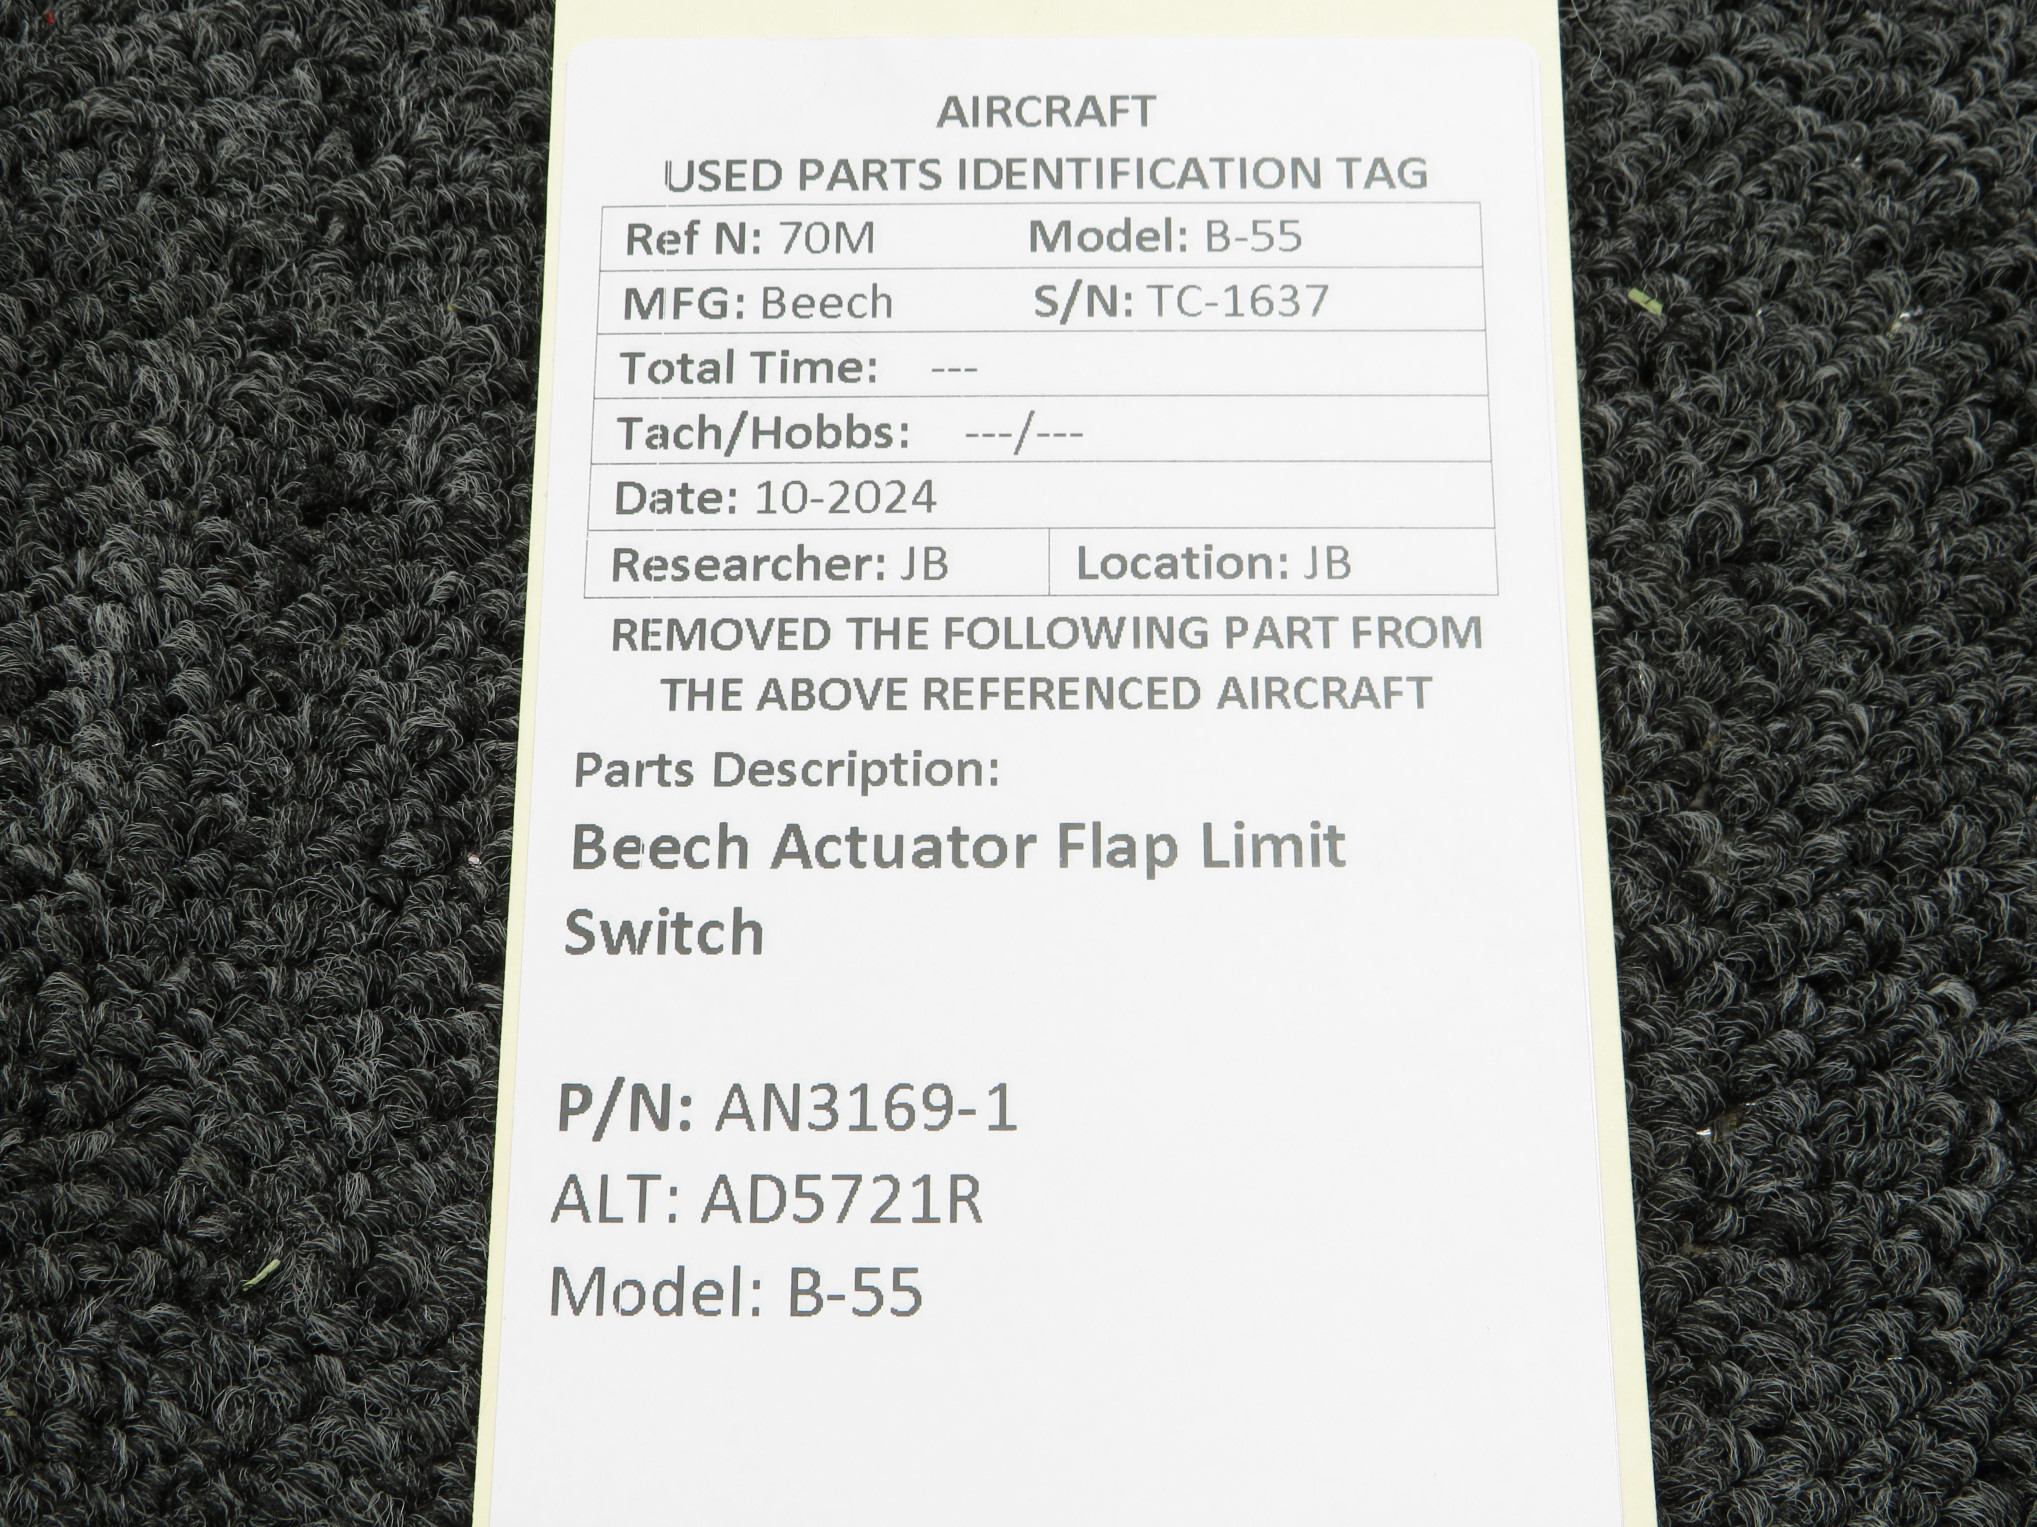 AIRCRAFT
USED PARTS IDENTIFICATION TAG
Ref N: 70M Model: B-55
MFG: Beech S/N: TC-1637
Total Time: ---
Tach/Hobbs: ---/---
Date: 10-2024
Researcher: JB Location: JB
REMOVED THE FOLLOWING PART FROM
THE ABOVE REFERENCED AIRCRAFT
Parts Description:
Beech Actuator Flap Limit
Switch
P/N: AN3169-1
ALT: AD5721R
Model: B-55